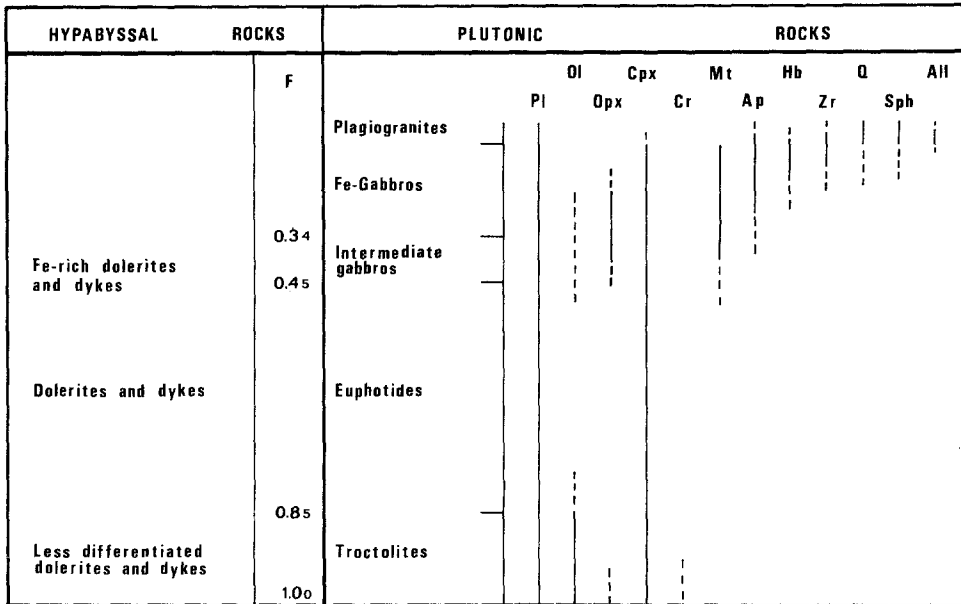 HYPABYSSAL ROCKS PLUTONIC ROCKS
F
Ol Cpx Mt Hb Q All
Pl Opx Cr Ap Zr Sph
Plagiogranites
Fe-Gabbros
0.34
Intermediate
gabbros
Fe-rich dolerites
and dykes
0.45
Dolerites and dykes
Euphotides
0.85
Less differentiated
dolerites and dykes
Troctolites
1.00